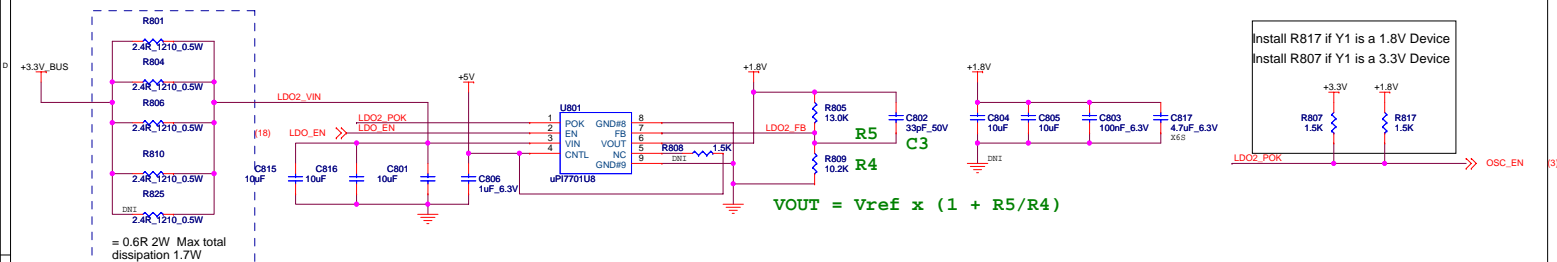 D
+3.3V_BUS
R801
2.4R_1210_0.5W
R804
2.4R_1210_0.5W
R806
2.4R_1210_0.5W
R810
2.4R_1210_0.5W
R825
DNI
2.4R_1210_0.5W
= 0.6R 2W Max total
dissipation 1.7W
LDO2_VIN
(18)
LDO_EN
LDO2_POK
LDO_EN
C815
10uF
C816
10uF
C801
10uF
+5V
C806
1uF_6.3V
U801
1 POK GND#8 8
2 EN FB 7
3 VIN VOUT 6
4 CNTL NC 5
GND#9 9
uPI7701U8
R808
1.5K
DNI
LDO2_FB
+1.8V
R805
13.0K
R5
C802
33pF_50V
C3
R809
10.2K
R4
VOUT = Vref x (1 + R5/R4)
+1.8V
C804
10uF
C805
10uF
C803
100nF_6.3V
C817
4.7uF_6.3V
X6S
DNI
Install R817 if Y1 is a 1.8V Device
Install R807 if Y1 is a 3.3V Device
+3.3V
+1.8V
R807
1.5K
R817
1.5K
LDO2_POK
OSC_EN